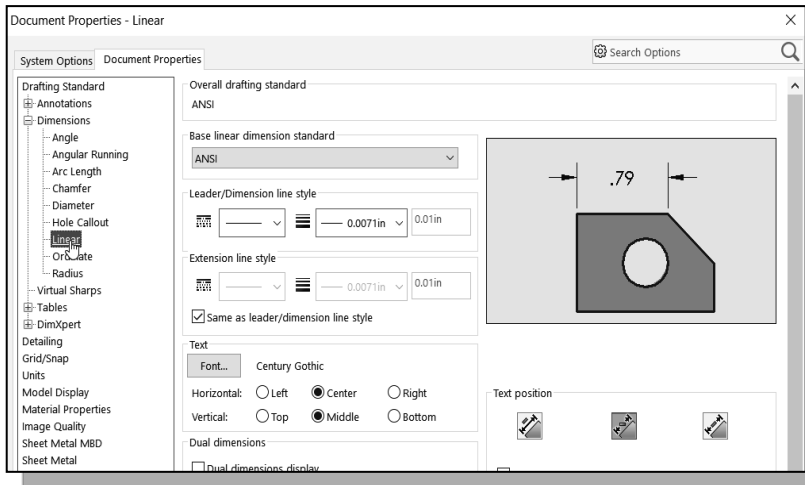 Document Properties - Linear
System Options Document Properties
Search Options
Drafting Standard
Annotations
Dimensions
Angle
Angular Running
Arc Length
Chamfer
Diameter
Hole Callout
Linear
Radius
Virtual Sharps
Tables
DimXpert
Detailing
Grid/Snap
Units
Model Display
Material Properties
Image Quality
Sheet Metal MBD
Sheet Metal
Overall drafting standard
ANSI
Base linear dimension standard
ANSI
Leader/Dimension line style
0.0071in 0.01in
Extension line style
0.0071in 0.01in
Same as leader/dimension line style
Text
Font... Century Gothic
Horizontal: Left Center Right
Vertical: Top Middle Bottom
Dual dimensions
Dual dimensions display
.79
Text position